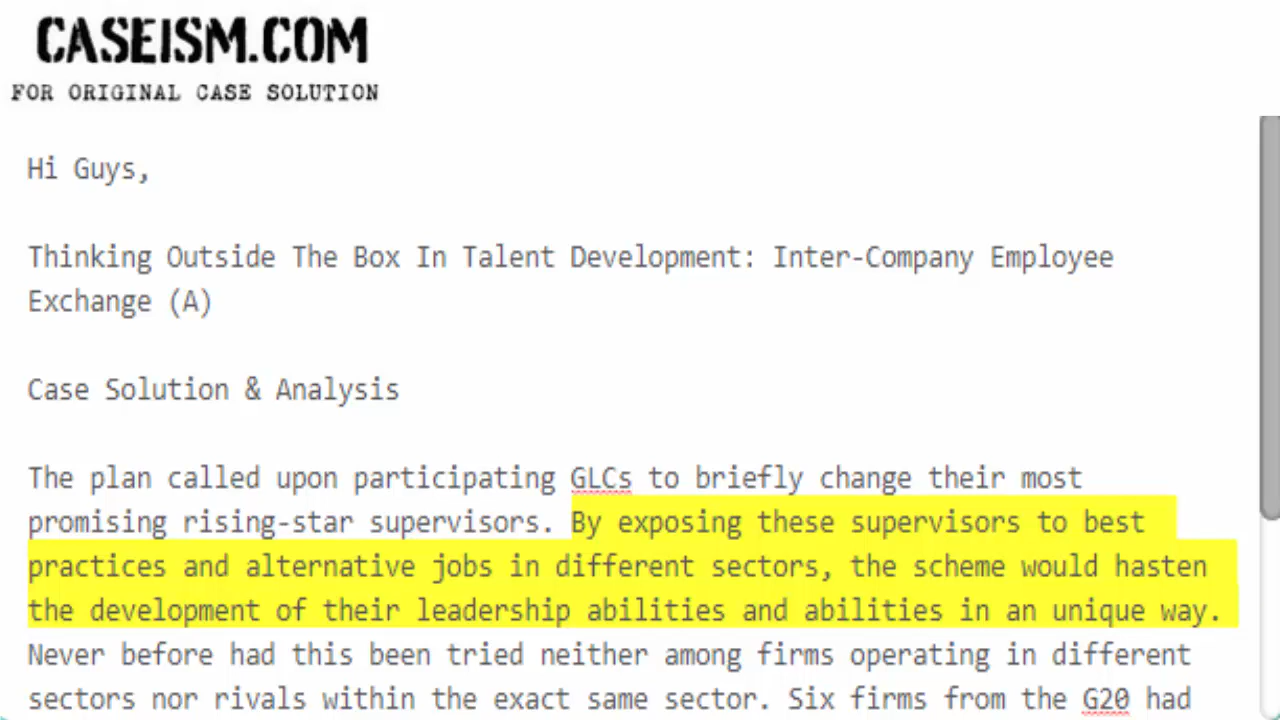 CASEISM.COM
FOR ORIGINAL CASE SOLUTION
Hi Guys,
Thinking Outside The Box In Talent Development: Inter-Company Employee
Exchange (A)
Case Solution & Analysis
The plan called upon participating GLCs to briefly change their most
promising rising-star supervisors. By exposing these supervisors to best
practices and alternative jobs in different sectors, the scheme would hasten
the development of their leadership abilities and abilities in an unique way.
Never before had this been tried neither among firms operating in different
sectors nor rivals within the exact same sector. Six firms from the G20 had